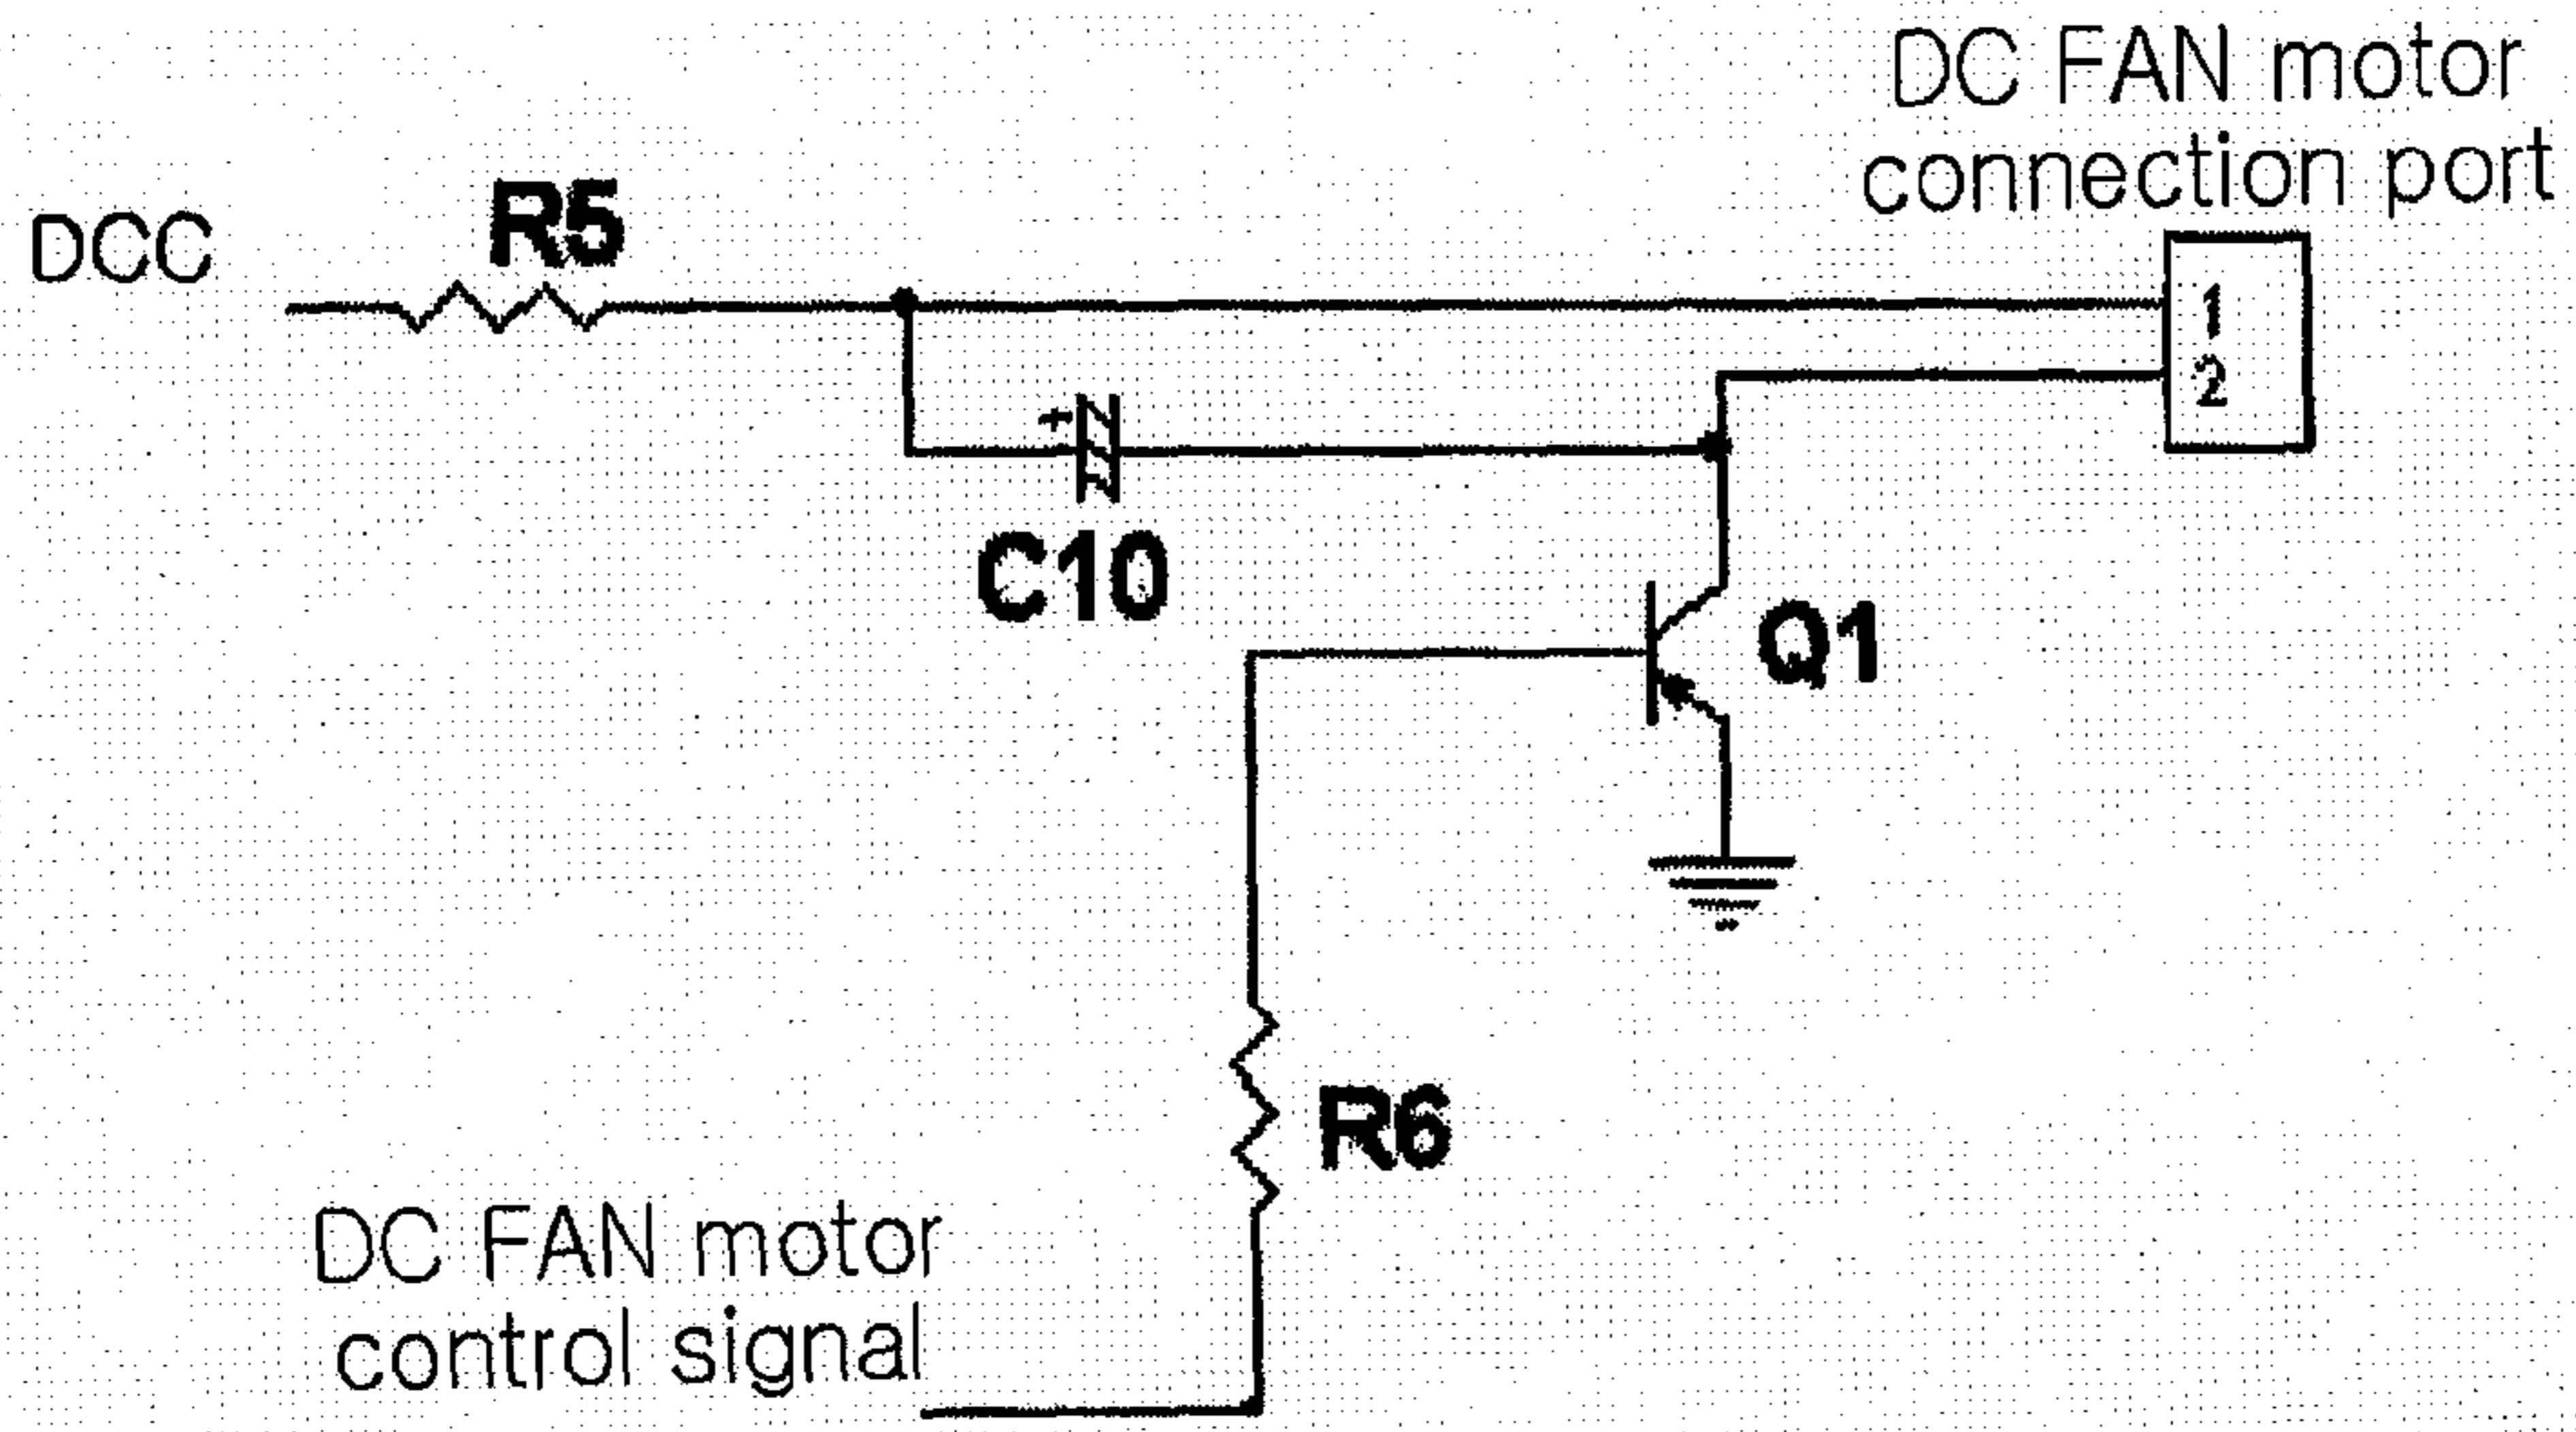 DC FAN motor
connection port
DCC
R5
1
2
+
C10
Q1
R6
DC FAN motor
control signal